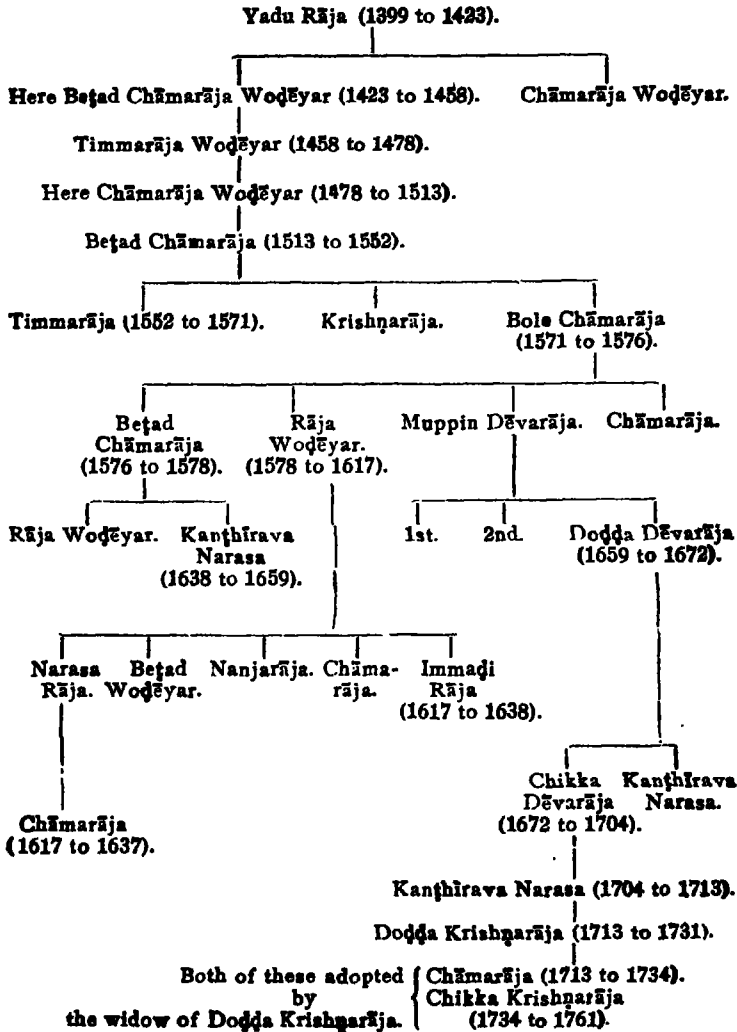 Yadu Rāja (1399 to 1423).
Here Beṭad Chāmarāja Woḍēyar (1423 to 1458). Chāmarāja Woḍēyar.
Timmarāja Woḍēyar (1458 to 1478).
Here Chāmarāja Woḍēyar (1478 to 1513).
Beṭad Chāmarāja (1513 to 1552).
Timmarāja (1552 to 1571). Krishṇarāja. Bole Chāmarāja
(1571 to 1576).
Beṭad
Chāmarāja
(1576 to 1578).
Rāja
Woḍēyar.
(1578 to 1617).
Muppin Dēvarāja. Chāmarāja.
Rāja Woḍēyar. Kanṭhīrava
Narasa
(1638 to 1659).
1st. 2nd. Doḍḍa Dēvarāja
(1659 to 1672).
Narasa
Rāja.
Beṭad
Woḍēyar.
Nanjarāja. Chāma-
rāja.
Immaḍi
Rāja
(1617 to 1638).
Chāmarāja
(1617 to 1637).
Chikka
Dēvarāja
(1672 to 1704).
Kanṭhīrava
Narasa.
Kanṭhīrava Narasa (1704 to 1713).
Doḍḍa Krishṇarāja (1713 to 1731).
Both of these adopted
by
the widow of Doḍḍa Krishṇarāja.
Chāmarāja (1713 to 1734).
Chikka Krishṇarāja
(1734 to 1761).